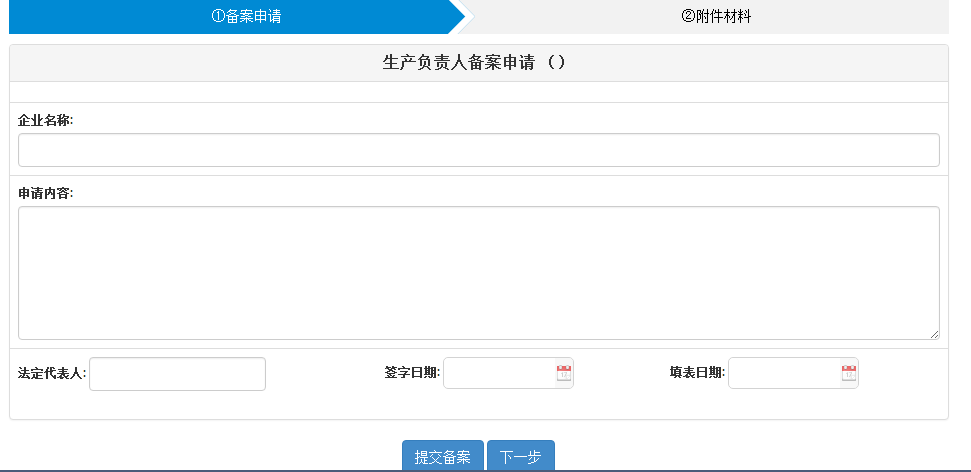 ①备案申请
②附件材料
生产负责人备案申请 （）
企业名称:
申请内容:
法定代表人: 签字日期: 填表日期:
提交备案 下一步